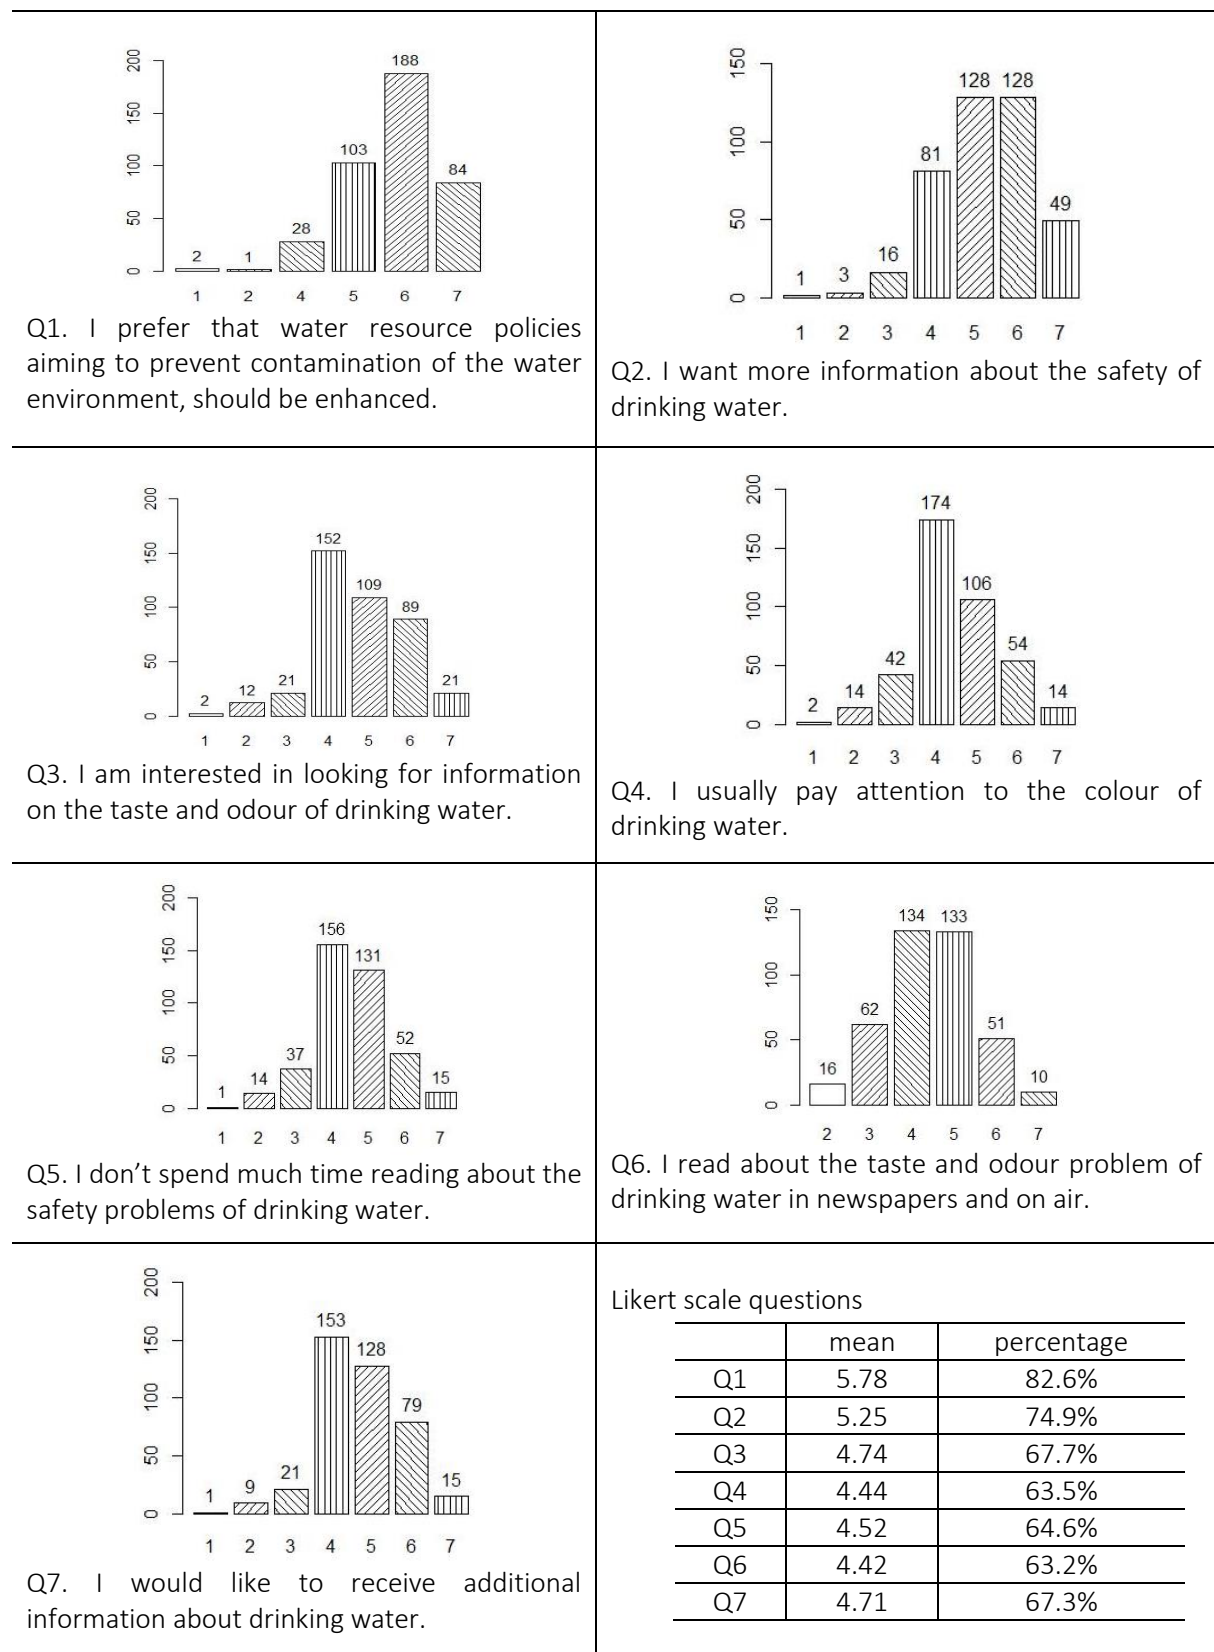 200
150
100
50
0
2
1
28
103
188
84
1 2 4 5 6 7
Q1. I prefer that water resource policies
aiming to prevent contamination of the water
environment, should be enhanced.
150
100
50
0
1
3
16
81
128
128
49
1 2 3 4 5 6 7
Q2. I want more information about the safety of
drinking water.
200
150
100
50
0
2
12
21
152
109
89
21
1 2 3 4 5 6 7
Q3. I am interested in looking for information
on the taste and odour of drinking water.
200
150
100
50
0
2
14
42
174
106
54
14
1 2 3 4 5 6 7
Q4. I usually pay attention to the colour of
drinking water.
200
150
100
50
0
1
14
37
156
131
52
15
1 2 3 4 5 6 7
Q5. I don’t spend much time reading about the
safety problems of drinking water.
150
100
50
0
16
62
134
133
51
10
2 3 4 5 6 7
Q6. I read about the taste and odour problem of
drinking water in newspapers and on air.
200
150
100
50
0
1
9
21
153
128
79
15
1 2 3 4 5 6 7
Q7. I would like to receive additional
information about drinking water.
Likert scale questions
mean percentage
Q1 5.78 82.6%
Q2 5.25 74.9%
Q3 4.74 67.7%
Q4 4.44 63.5%
Q5 4.52 64.6%
Q6 4.42 63.2%
Q7 4.71 67.3%